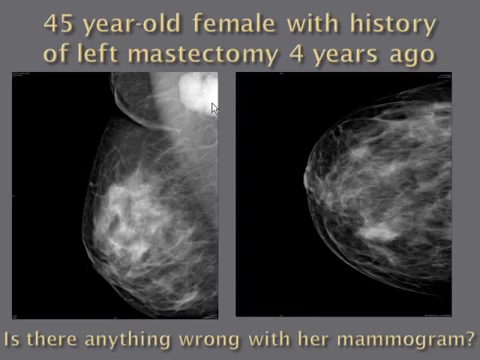 45 year-old female with history
of left mastectomy 4 years ago
Is there anything wrong with her mammogram?